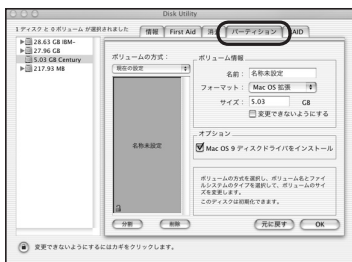 Disk Utility
1 ディスク と 0 ボリューム が選択されました
情報
First Aid
消去
パーティション
RAID
28.63 GB IBM-
27.96 GB
5.03 GB Century
217.93 MB
ボリュームの方式：
現在の設定
名称未設定
分割
削除
ボリューム情報
名前：名称未設定
フォーマット：Mac OS 拡張
サイズ：5.03 GB
変更できないようにする
オプション
Mac OS 9 ディスクドライバをインストール
ボリュームの方式を選択し、ボリューム名とファイ
ルシステムのタイプを選択して、ボリュームのサイ
ズを変更します。
このディスクは初期化できます。
元に戻す
OK
変更できないようにするにはカギをクリックします。